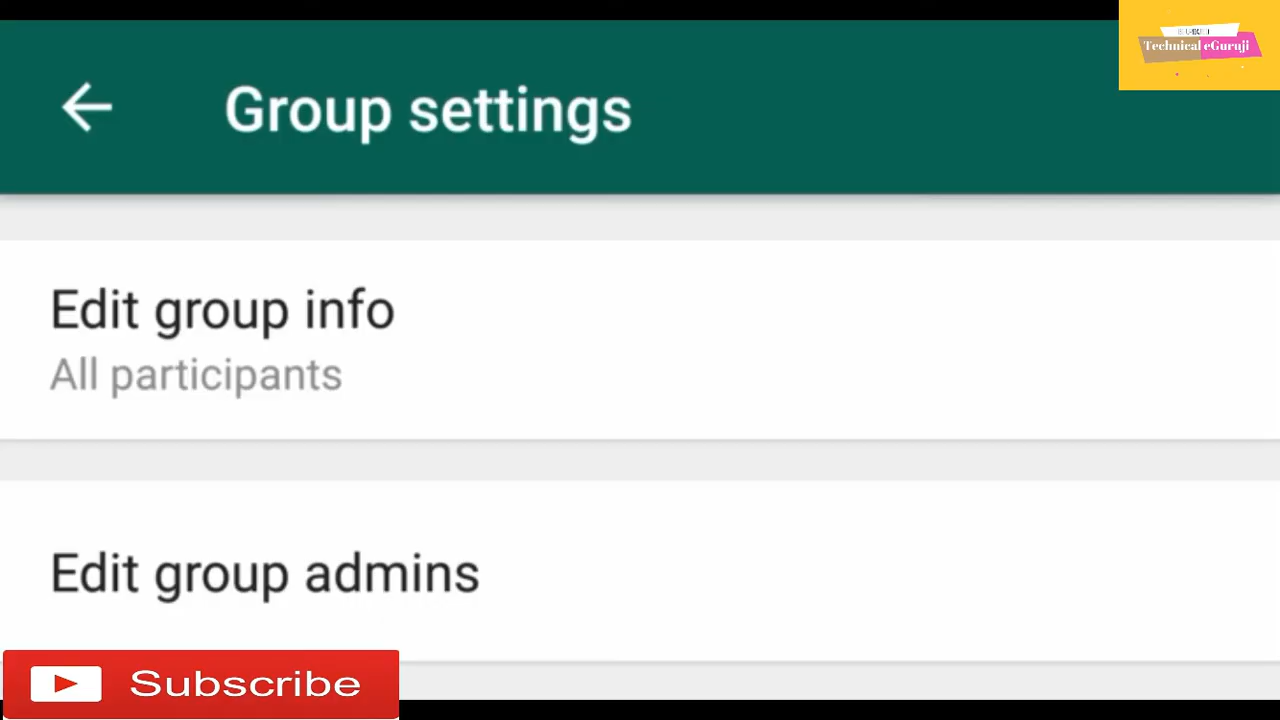 Group settings
Technical eGuruji
Edit group info
All participants
Edit group admins
Subscribe